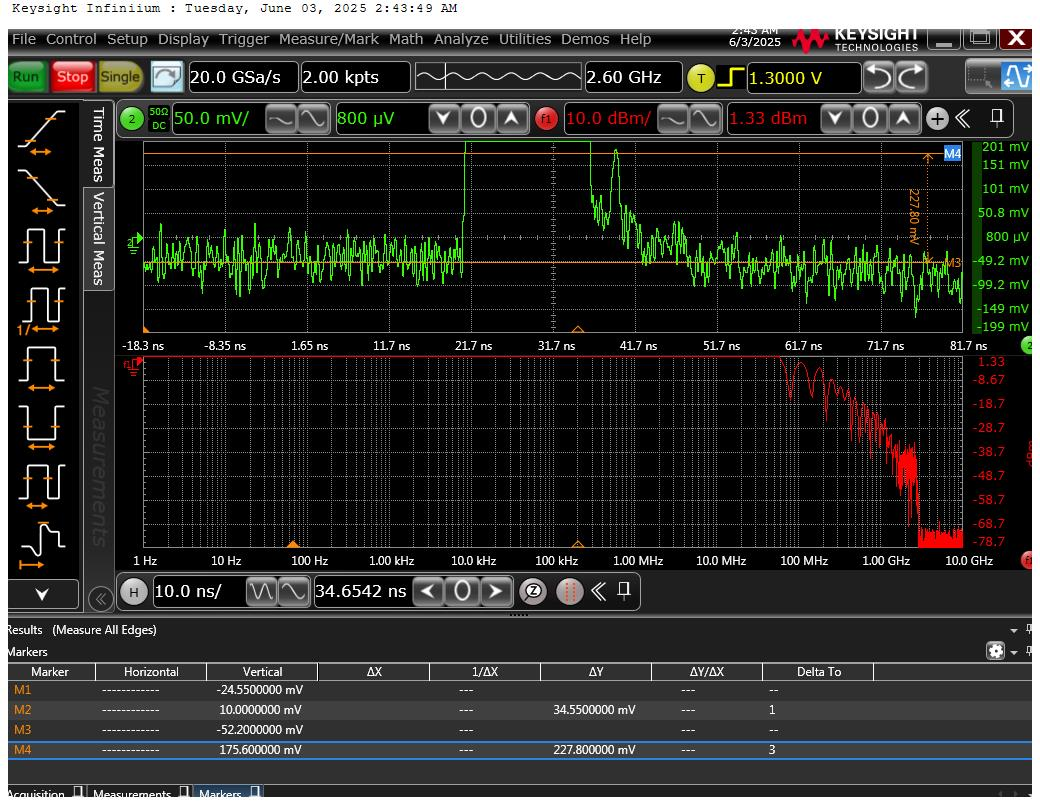 Keysight Infiniium : Tuesday, June 03, 2025 2:43:49 AM
File Control Setup Display Trigger Measure/Mark Math Analyze Utilities Demos Help
2:43 AM
6/3/2025
KEYSIGHT
TECHNOLOGIES
Run Stop Single 20.0 GSa/s 2.00 kpts 2.60 GHz T 1.3000 V
2 50Ω DC 50.0 mV/ 800 µV 0 f1 10.0 dBm/ 1.33 dBm 0
Time Meas
Vertical Meas
Measurements
1/
M4
227.80 mV
M3
2
201 mV
151 mV
101 mV
50.8 mV
800 µV
-49.2 mV
-99.2 mV
-149 mV
-199 mV
-18.3 ns -8.35 ns 1.65 ns 11.7 ns 21.7 ns 31.7 ns 41.7 ns 51.7 ns 61.7 ns 71.7 ns 81.7 ns 2
f1
1.33
-8.67
-18.7
-28.7
-38.7
-48.7
-58.7
-68.7
-78.7
dBm
1 Hz 10 Hz 100 Hz 1.00 kHz 10.0 kHz 100 kHz 1.00 MHz 10.0 MHz 100 MHz 1.00 GHz 10.0 GHz f1
H 10.0 ns/ 34.6542 ns 0 Z
Results (Measure All Edges)
Markers
Marker Horizontal Vertical ΔX 1/ΔX ΔY ΔY/ΔX Delta To
M1 ------------ -24.5500000 mV --- --- --
M2 ------------ 10.0000000 mV --- 34.5500000 mV --- 1
M3 ------------ -52.2000000 mV --- --- --
M4 ------------ 175.600000 mV --- 227.800000 mV --- 3
Acquisition Measurements Markers